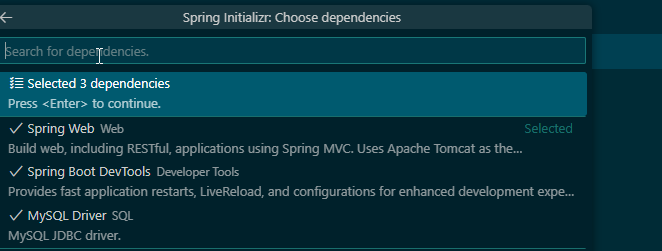 Spring Initializr: Choose dependencies
Search for dependencies.
Selected 3 dependencies
Press <Enter> to continue.
Spring Web Web Selected
Build web, including RESTful, applications using Spring MVC. Uses Apache Tomcat as the...
Spring Boot DevTools Developer Tools
Provides fast application restarts, LiveReload, and configurations for enhanced development expe...
MySQL Driver SQL
MySQL JDBC driver.